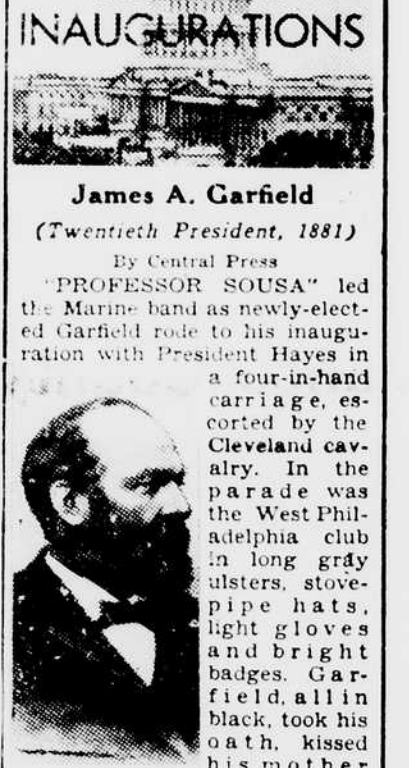 INAUGURATIONS
James A. Garfield
(Twentieth President, 1881)
By Central Press
"PROFESSOR SOUSA" led
the Marine band as newly-elect-
ed Garfield rode to his inaugu-
ration with President Hayes in
a four-in-hand
carriage, es-
corted by the
Cleveland cav-
alry. In the
parade was
the West Phil-
adelphia club
in long gray
ulsters, stove-
pipe hats,
light gloves
and bright
badges. Gar-
field, all in
black, took his
oath, kissed
his mother